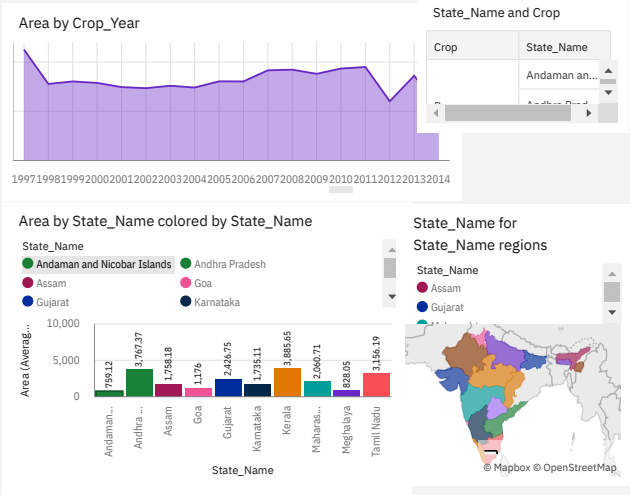 Area by Crop_Year
1997 1998 1999 2000 2001 2002 2003 2004 2005 2006 2007 2008 2009 2010 2011 2012 2013 2014
State_Name and Crop
Crop State_Name
Andaman an...
Area by State_Name colored by State_Name
State_Name
Andaman and Nicobar Islands Andhra Pradesh
Assam Goa
Gujarat Karnataka
Area (Averag...
10,000
5,000
0
759.12 3,767.37 1,758.18 1,176 2,426.75 1,735.11 3,885.65 2,060.71 828.05 3,156.19
Andaman... Andhra ... Assam Goa Gujarat Karnataka Kerala Maharas... Meghalaya Tamil Nadu
State_Name
State_Name for
State_Name regions
State_Name
Assam
Gujarat
© Mapbox © OpenStreetMap